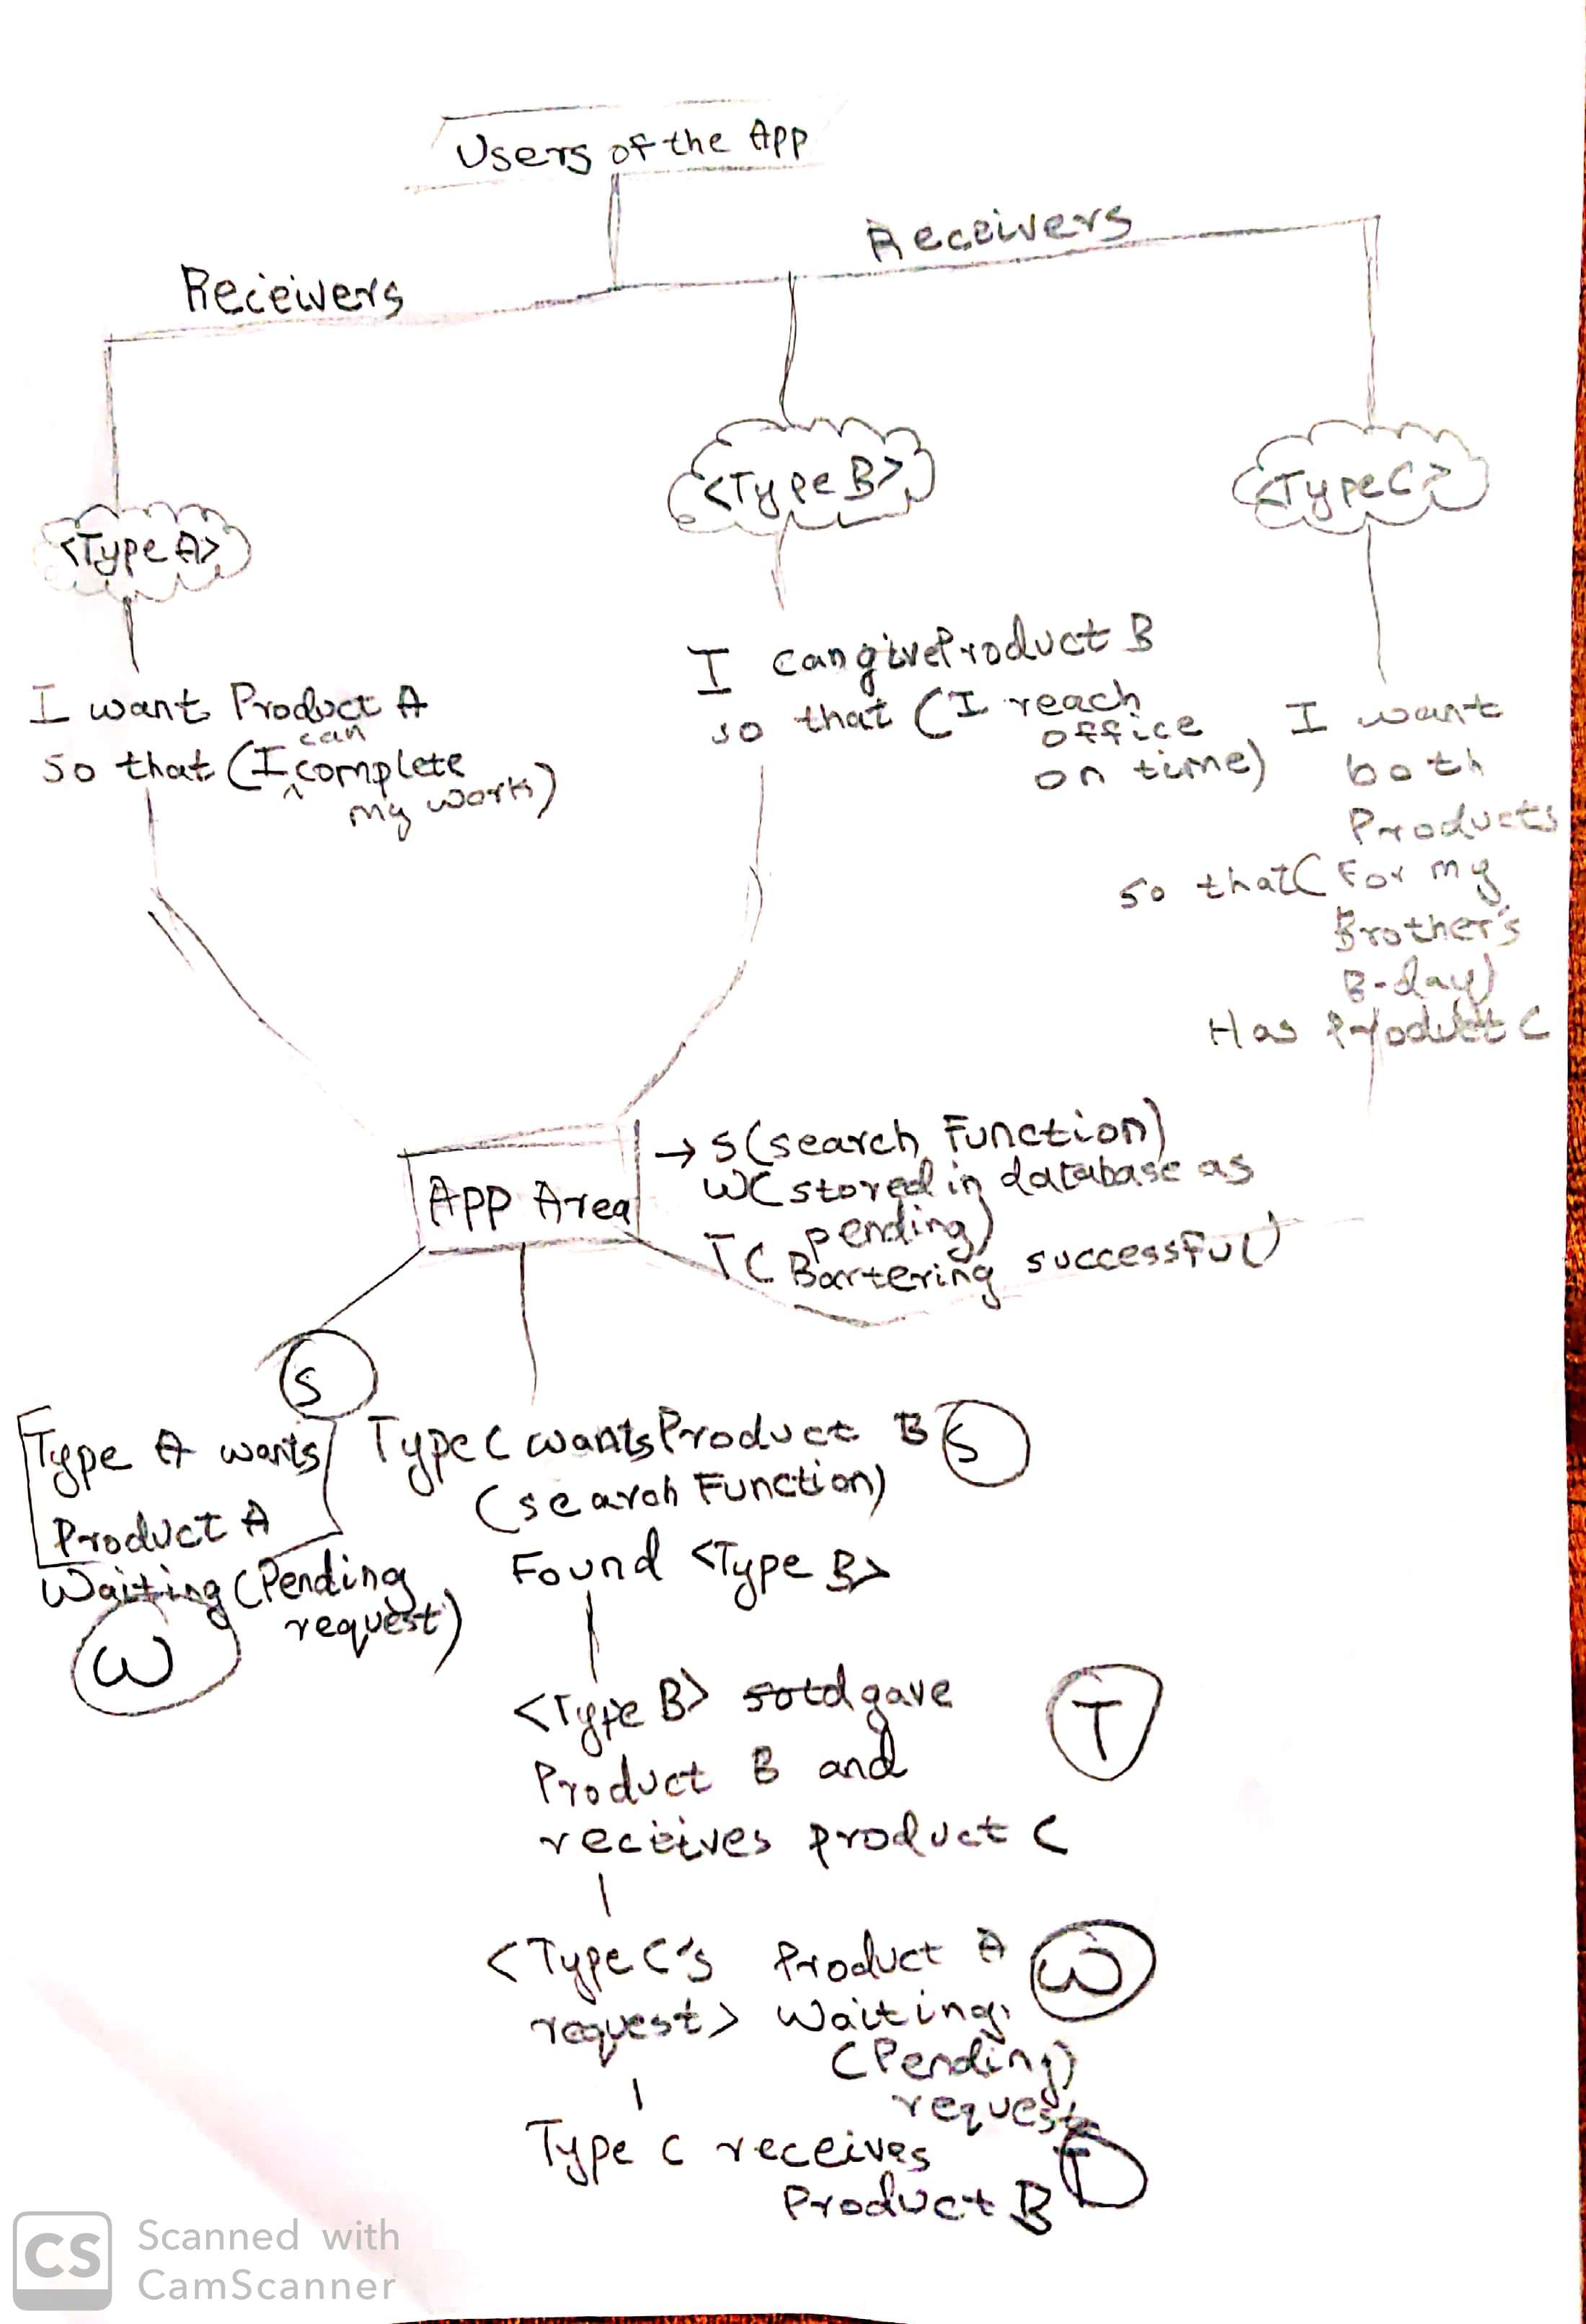 Users of the App
Receivers
Receivers
<Type A>
<Type B>
<Type C>
I want Product A
so that (I can complete
my work)
I can give Product B
so that (I reach
office
on time)
I want
both
Products
so that (For my
Brother's
B-day)
Has Product C
App Area
→ S (search Function)
W (stored in database as
pending)
T (Bartering successful)
S
Type A wants
Product A
Waiting (Pending
request)
W
Type C wants Product B S
(search Function)
Found <Type B>
<Type B> sold gave
Product B and
receives product C
T
<Type C's Product A W
request> Waiting
(Pending)
request
Type C receives
Product B
T
CS
Scanned with
CamScanner